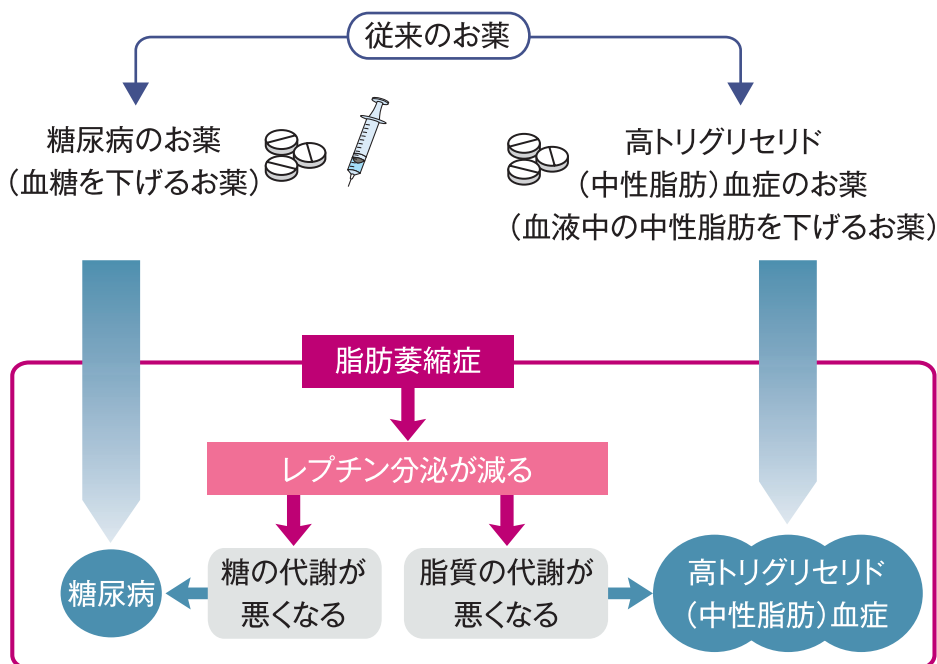 従来のお薬
糖尿病のお薬
（血糖を下げるお薬）
高トリグリセリド
（中性脂肪）血症のお薬
（血液中の中性脂肪を下げるお薬）
脂肪萎縮症
レプチン分泌が減る
糖の代謝が
悪くなる
脂質の代謝が
悪くなる
糖尿病
高トリグリセリド
（中性脂肪）血症